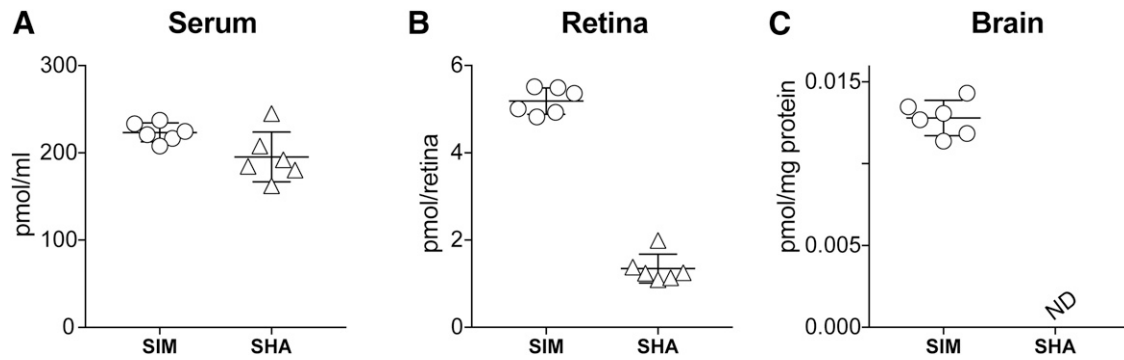 A Serum
300
200
100
0
pmol/ml
SIM SHA
B Retina
6
4
2
0
pmol/retina
SIM SHA
C Brain
0.015
0.005
0.000
pmol/mg protein
ND
SIM SHA